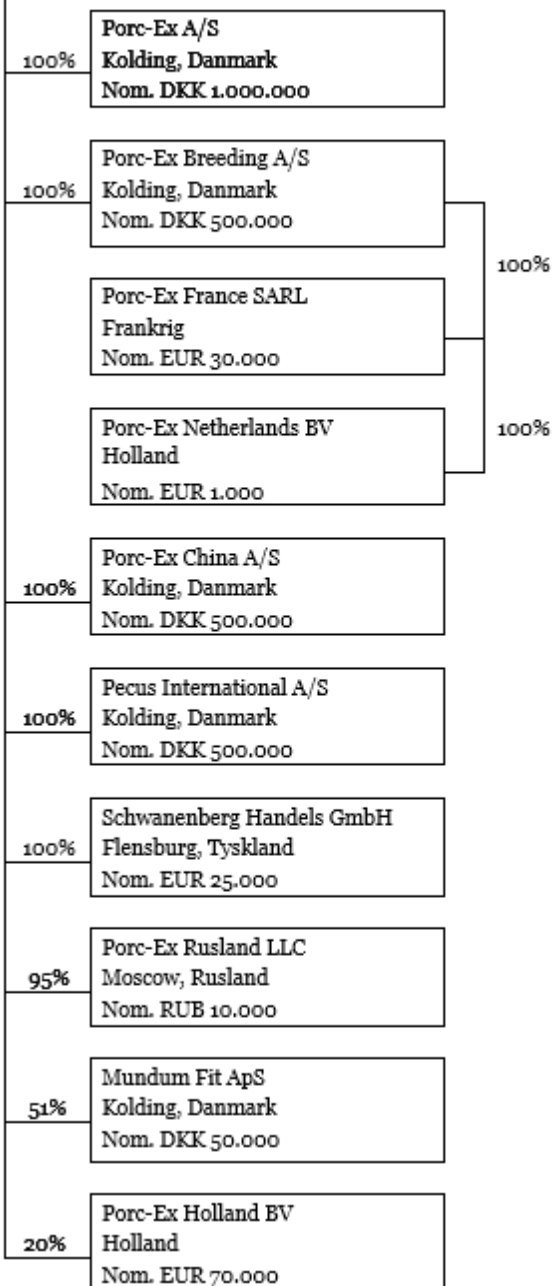 100%
Porc-Ex A/S
Kolding, Danmark
Nom. DKK 1.000.000
100%
Porc-Ex Breeding A/S
Kolding, Danmark
Nom. DKK 500.000
100%
Porc-Ex France SARL
Frankrig
Nom. EUR 30.000
100%
Porc-Ex Netherlands BV
Holland
Nom. EUR 1.000
100%
Porc-Ex China A/S
Kolding, Danmark
Nom. DKK 500.000
100%
Pecus International A/S
Kolding, Danmark
Nom. DKK 500.000
100%
Schwanenberg Handels GmbH
Flensburg, Tyskland
Nom. EUR 25.000
95%
Porc-Ex Rusland LLC
Moscow, Rusland
Nom. RUB 10.000
51%
Mundum Fit ApS
Kolding, Danmark
Nom. DKK 50.000
20%
Porc-Ex Holland BV
Holland
Nom. EUR 70.000